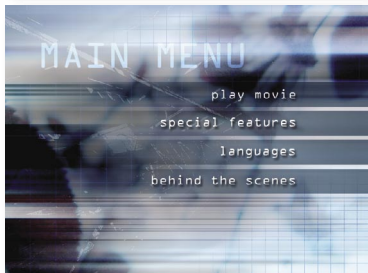 MAIN MENU
play movie
special features
languages
behind the scenes